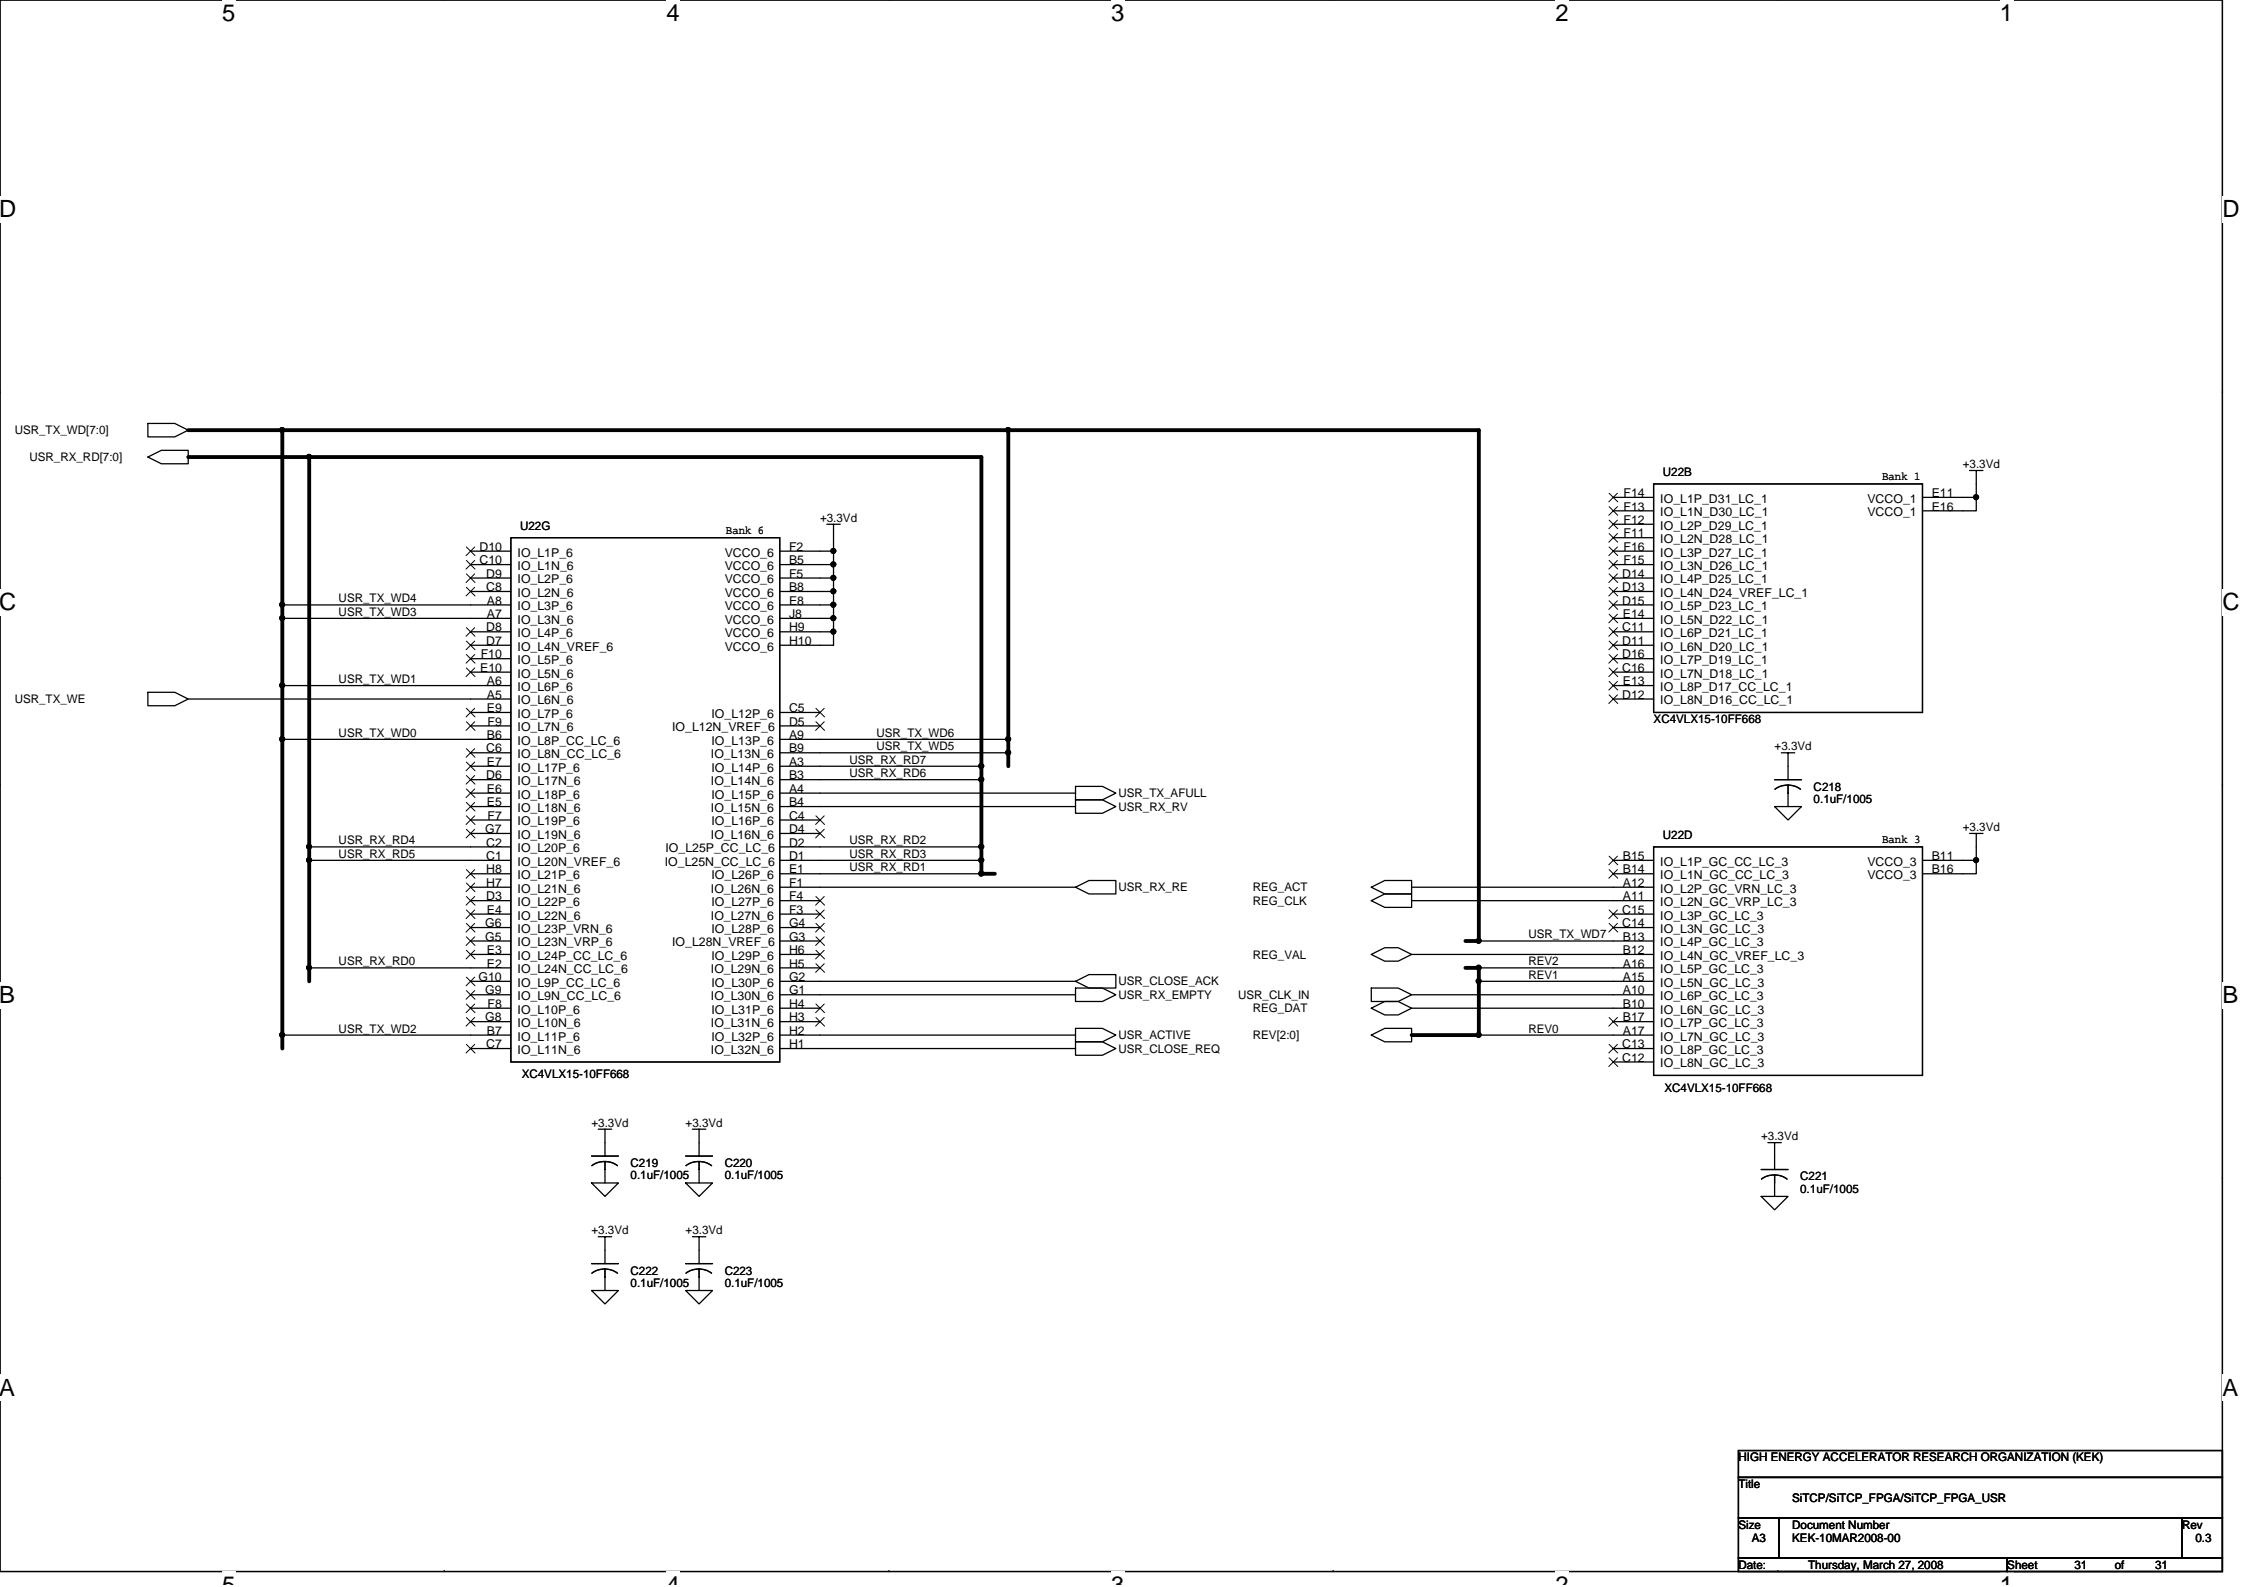 5 4 3 2 1
D D
USR_TX_WD[7:0]
USR_RX_RD[7:0]
U22G
Bank 6
+3.3Vd
D10 IO_L1P_6 VCCO_6 F2
C10 IO_L1N_6 VCCO_6 B5
D9 IO_L2P_6 VCCO_6 F5
C8 IO_L2N_6 VCCO_6 B8
USR_TX_WD4 A8 IO_L3P_6 VCCO_6 E8
USR_TX_WD3 A7 IO_L3N_6 VCCO_6 J8
D8 IO_L4P_6 VCCO_6 H9
D7 IO_L4N_VREF_6 VCCO_6 H10
F10 IO_L5P_6
E10 IO_L5N_6
USR_TX_WD1 A6 IO_L6P_6
USR_TX_WE A5 IO_L6N_6
E9 IO_L7P_6 IO_L12P_6 C5
F9 IO_L7N_6 IO_L12N_VREF_6 D5
USR_TX_WD0 B6 IO_L8P_CC_LC_6 IO_L13P_6 A9 USR_TX_WD6
C6 IO_L8N_CC_LC_6 IO_L13N_6 B9 USR_TX_WD5
E7 IO_L17P_6 IO_L14P_6 A3 USR_RX_RD7
D6 IO_L17N_6 IO_L14N_6 B3 USR_RX_RD6
E6 IO_L18P_6 IO_L15P_6 A4 USR_TX_AFULL
E5 IO_L18N_6 IO_L15N_6 B4 USR_RX_RV
F7 IO_L19P_6 IO_L16P_6 C4
G7 IO_L19N_6 IO_L16N_6 D4
USR_RX_RD4 C2 IO_L20P_6 IO_L25P_CC_LC_6 D2 USR_RX_RD2
USR_RX_RD5 C1 IO_L20N_VREF_6 IO_L25N_CC_LC_6 D1 USR_RX_RD3
H8 IO_L21P_6 IO_L26P_6 E1 USR_RX_RD1
H7 IO_L21N_6 IO_L26N_6 F1 USR_RX_RE
D3 IO_L22P_6 IO_L27P_6 F4
E4 IO_L22N_6 IO_L27N_6 F3
G6 IO_L23P_VRN_6 IO_L28P_6 G4
G5 IO_L23N_VRP_6 IO_L28N_VREF_6 G3
E3 IO_L24P_CC_LC_6 IO_L29P_6 H6
USR_RX_RD0 E2 IO_L24N_CC_LC_6 IO_L29N_6 H5
G10 IO_L9P_CC_LC_6 IO_L30P_6 G2 USR_CLOSE_ACK
G9 IO_L9N_CC_LC_6 IO_L30N_6 G1 USR_RX_EMPTY
F8 IO_L10P_6 IO_L31P_6 H4
G8 IO_L10N_6 IO_L31N_6 H3
USR_TX_WD2 B7 IO_L11P_6 IO_L32P_6 H2 USR_ACTIVE
C7 IO_L11N_6 IO_L32N_6 H1 USR_CLOSE_REQ
XC4VLX15-10FF668
U22B
Bank 1
+3.3Vd
F14 IO_L1P_D31_LC_1 VCCO_1 E11
F13 IO_L1N_D30_LC_1 VCCO_1 E16
F12 IO_L2P_D29_LC_1
F11 IO_L2N_D28_LC_1
F16 IO_L3P_D27_LC_1
F15 IO_L3N_D26_LC_1
D14 IO_L4P_D25_LC_1
D13 IO_L4N_D24_VREF_LC_1
D15 IO_L5P_D23_LC_1
E14 IO_L5N_D22_LC_1
C11 IO_L6P_D21_LC_1
D11 IO_L6N_D20_LC_1
D16 IO_L7P_D19_LC_1
C16 IO_L7N_D18_LC_1
E13 IO_L8P_D17_CC_LC_1
D12 IO_L8N_D16_CC_LC_1
XC4VLX15-10FF668
C C
+3.3Vd
C218
0.1uF/1005
U22D
Bank 3
+3.3Vd
B15 IO_L1P_GC_CC_LC_3 VCCO_3 B11
B14 IO_L1N_GC_CC_LC_3 VCCO_3 B16
REG_ACT A12 IO_L2P_GC_VRN_LC_3
REG_CLK A11 IO_L2N_GC_VRP_LC_3
C15 IO_L3P_GC_LC_3
C14 IO_L3N_GC_LC_3
USR_TX_WD7 B13 IO_L4P_GC_LC_3
REG_VAL B12 IO_L4N_GC_VREF_LC_3
REV2 A16 IO_L5P_GC_LC_3
REV1 A15 IO_L5N_GC_LC_3
USR_CLK_IN A10 IO_L6P_GC_LC_3
REG_DAT B10 IO_L6N_GC_LC_3
B17 IO_L7P_GC_LC_3
REV[2:0] REV0 A17 IO_L7N_GC_LC_3
C13 IO_L8P_GC_LC_3
C12 IO_L8N_GC_LC_3
XC4VLX15-10FF668
B B
+3.3Vd +3.3Vd
C219 C220
0.1uF/1005 0.1uF/1005
+3.3Vd
C221
0.1uF/1005
+3.3Vd +3.3Vd
C222 C223
0.1uF/1005 0.1uF/1005
A A
HIGH ENERGY ACCELERATOR RESEARCH ORGANIZATION (KEK)
Title
SiTCP/SiTCP_FPGA/SiTCP_FPGA_USR
Size Document Number Rev
A3 KEK-10MAR2008-00 0.3
Date: Thursday, March 27, 2008 Sheet 31 of 31
5 4 3 2 1